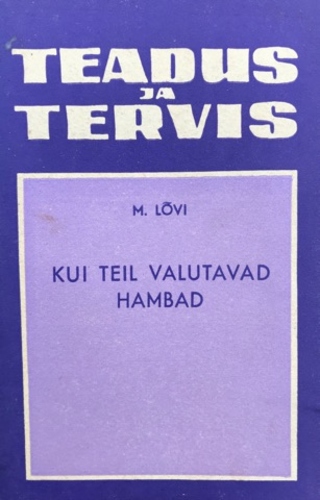 TEADUS
JA
TERVIS
M. LÕVI
KUI TEIL VALUTAVAD
HAMBAD